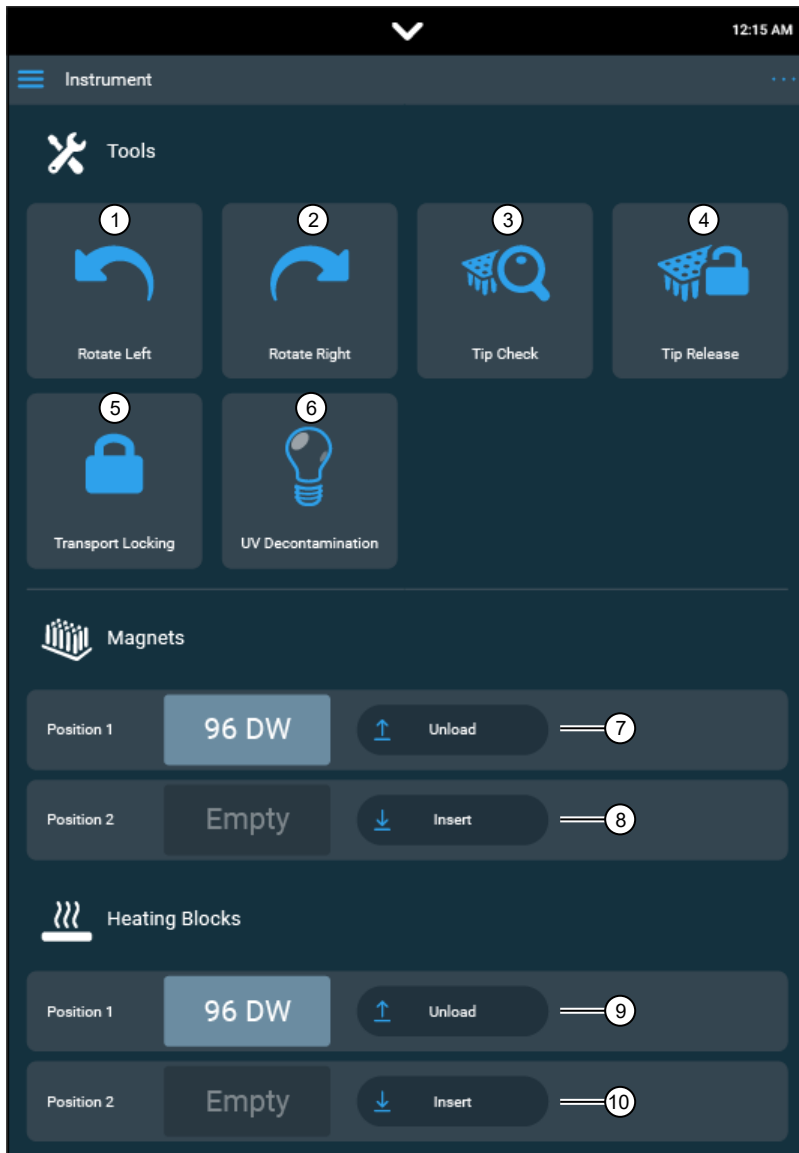 12:15 AM
Instrument
Tools
1 2 3 4
Rotate Left Rotate Right Tip Check Tip Release
5 6
Transport Locking UV Decontamination
Magnets
Position 1 96 DW Unload 7
Position 2 Empty Insert 8
Heating Blocks
Position 1 96 DW Unload 9
Position 2 Empty Insert 10